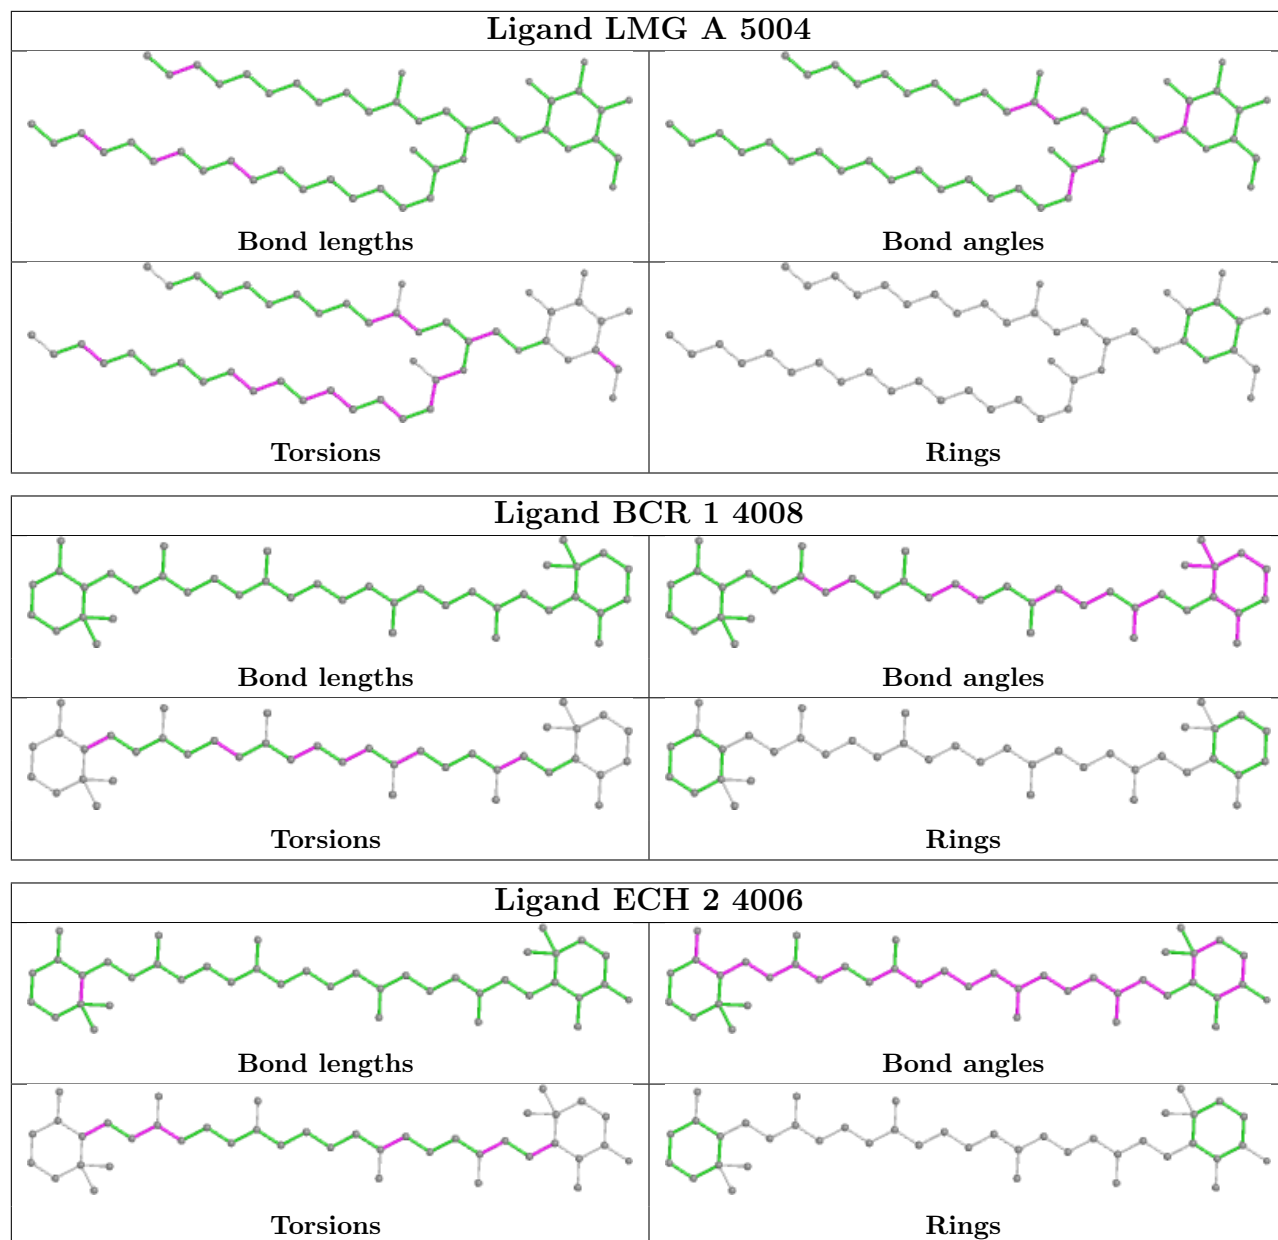 Ligand LMG A 5004
Bond lengths
Bond angles
Torsions
Rings
Ligand BCR 1 4008
Bond lengths
Bond angles
Torsions
Rings
Ligand ECH 2 4006
Bond lengths
Bond angles
Torsions
Rings